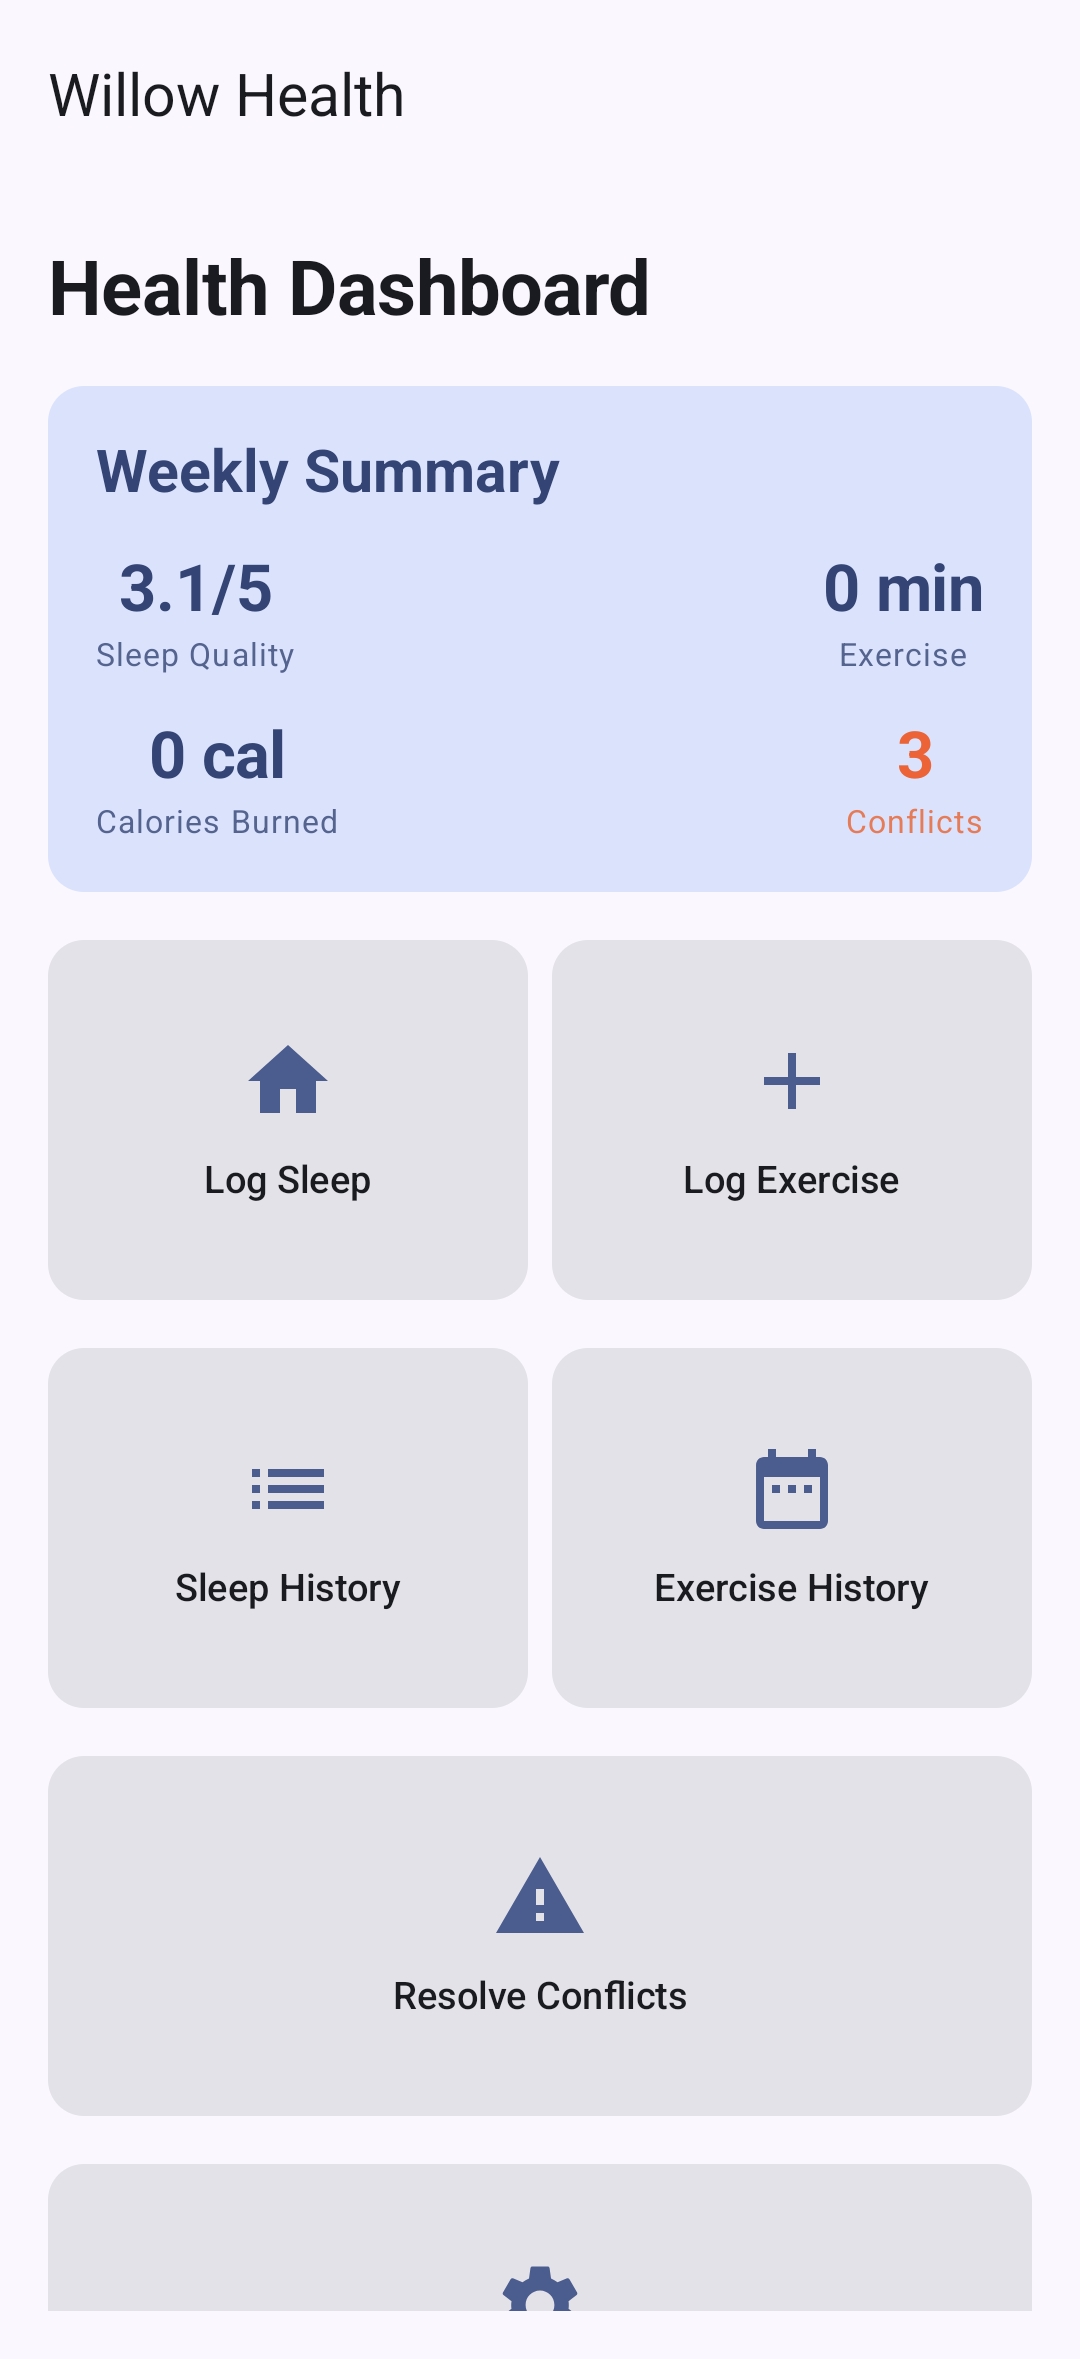 Willow Health
Health Dashboard
Weekly Summary
3.1/5
Sleep Quality
0 min
Exercise
0 cal
Calories Burned
3
Conflicts
Log Sleep
Log Exercise
Sleep History
Exercise History
Resolve Conflicts